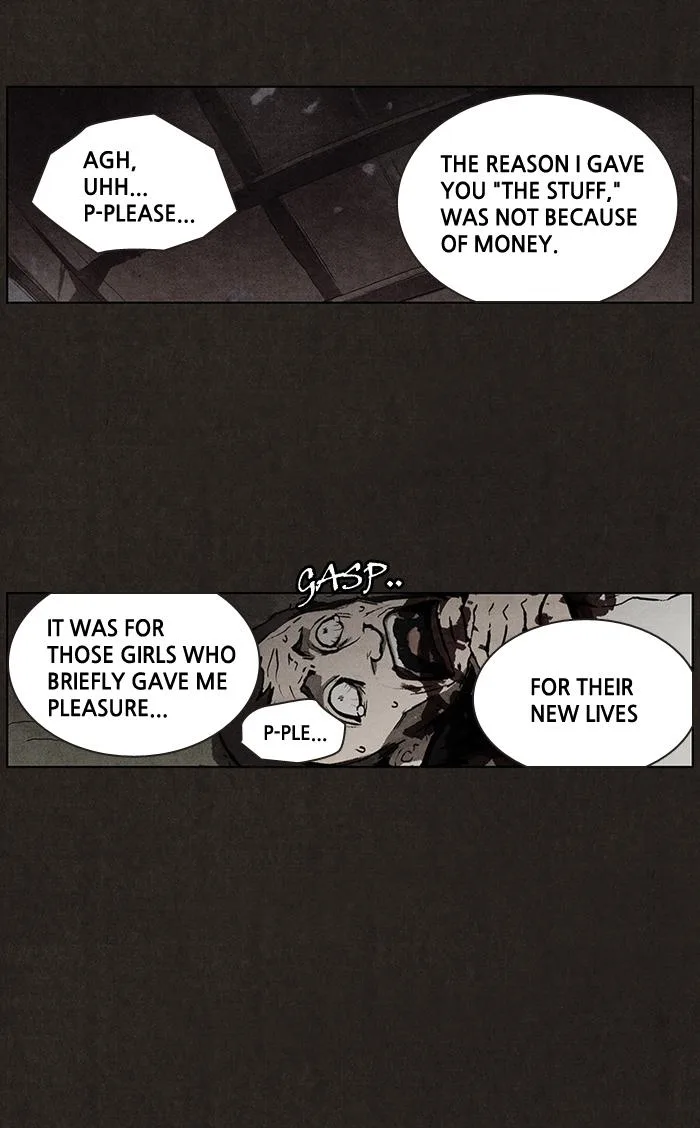 AGH,
UHH...
P-PLEASE...
THE REASON I GAVE
YOU "THE STUFF,"
WAS NOT BECAUSE
OF MONEY.
GASP..
IT WAS FOR
THOSE GIRLS WHO
BRIEFLY GAVE ME
PLEASURE...
P-PLE...
FOR THEIR
NEW LIVES